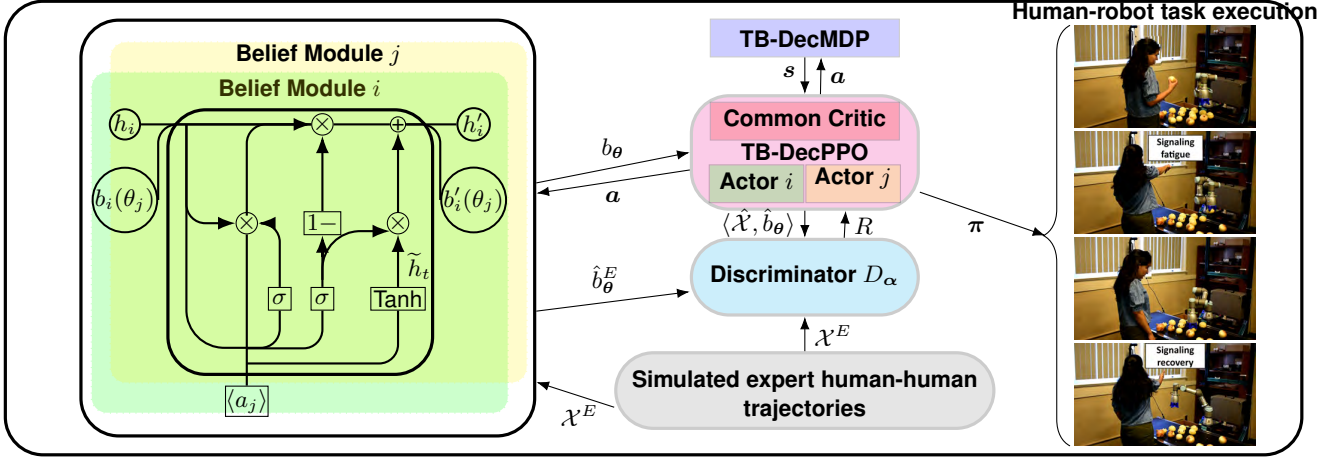 Human-robot task execution
TB-DecMDP
Belief Module j
Belief Module i
s
a
h_i
h'_i
Common Critic
TB-DecPPO
Actor i
Actor j
b_θ
a
b_i(θ_j)
b'_i(θ_j)
1−
h̃_t
σ
σ
Tanh
⟨a_j⟩
⟨𝒳̂, b̂_θ⟩
R
π
Discriminator D_α
b̂^E_θ
𝒳^E
Simulated expert human-human
trajectories
𝒳^E
Signaling
fatigue
Signaling
recovery